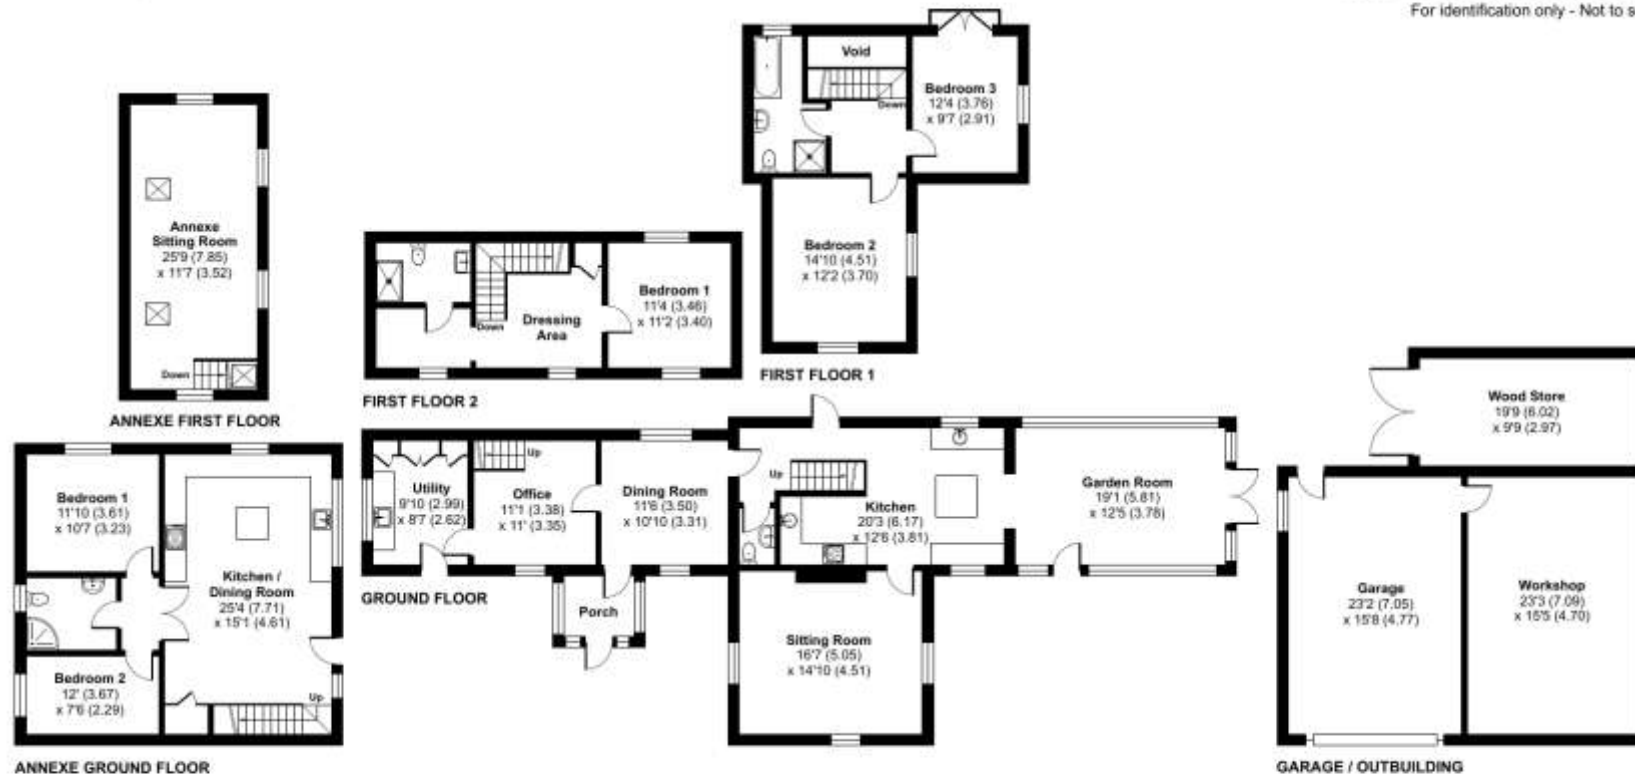 For identification only - Not to s
Void
Down
Bedroom 3
12'4 (3.76)
x 9'7 (2.91)
Bedroom 2
14'10 (4.51)
x 12'2 (3.70)
FIRST FLOOR 1
Annexe
Sitting Room
25'9 (7.85)
x 11'7 (3.52)
Down
ANNEXE FIRST FLOOR
Down
Dressing
Area
Bedroom 1
11'4 (3.46)
x 11'2 (3.40)
FIRST FLOOR 2
Bedroom 1
11'10 (3.61)
x 10'7 (3.23)
Kitchen /
Dining Room
25'4 (7.71)
x 15'1 (4.61)
Bedroom 2
12' (3.67)
x 7'6 (2.29)
Up
ANNEXE GROUND FLOOR
Utility
9'10 (2.99)
x 8'7 (2.62)
Up
Office
11'1 (3.38)
x 11' (3.35)
Dining Room
11'6 (3.50)
x 10'10 (3.31)
Up
Kitchen
20'3 (6.17)
x 12'6 (3.81)
Garden Room
19'1 (5.81)
x 12'5 (3.78)
GROUND FLOOR
Porch
Sitting Room
16'7 (5.05)
x 14'10 (4.51)
Wood Store
19'9 (6.02)
x 9'9 (2.97)
Garage
23'2 (7.05)
x 15'8 (4.77)
Workshop
23'3 (7.09)
x 15'5 (4.70)
GARAGE / OUTBUILDING